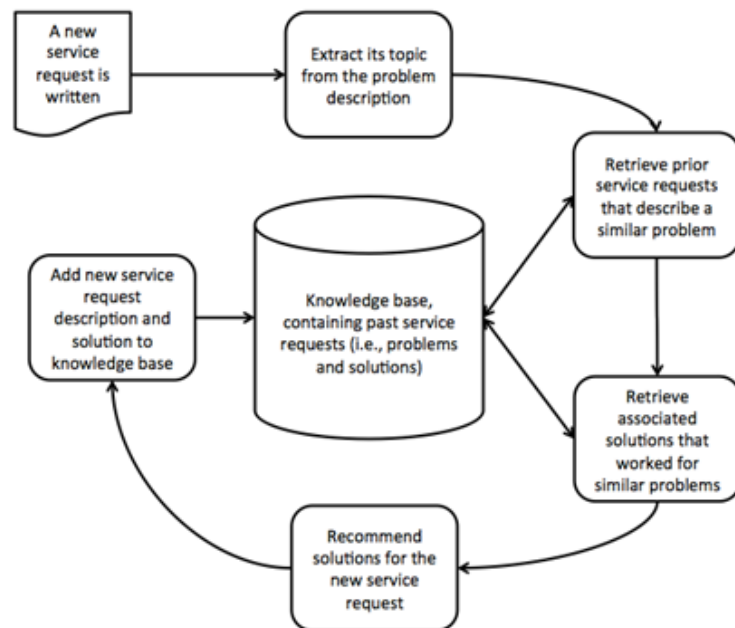 A new
service
request is
written
Extract its topic
from the problem
description
Retrieve prior
service requests
that describe a
similar problem
Knowledge base,
containing past service
requests (i.e., problems
and solutions)
Add new service
request
description and
solution to
knowledge base
Retrieve
associated
solutions that
worked for
similar problems
Recommend
solutions for the
new service
request